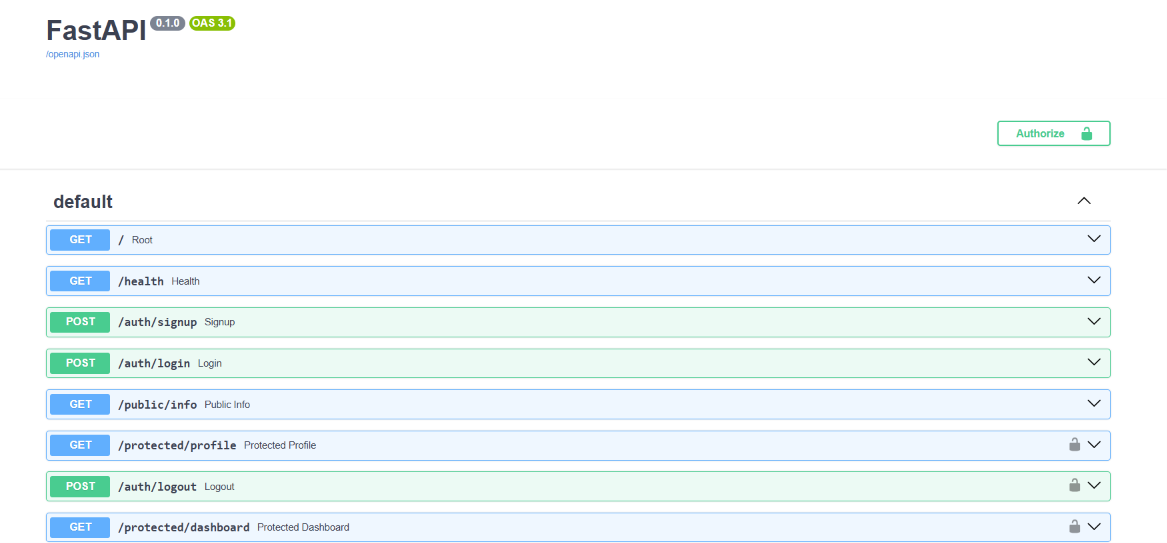 FastAPI 0.1.0 OAS 3.1
/openapi.json
Authorize
default
GET / Root
GET /health Health
POST /auth/signup Signup
POST /auth/login Login
GET /public/info Public Info
GET /protected/profile Protected Profile
POST /auth/logout Logout
GET /protected/dashboard Protected Dashboard